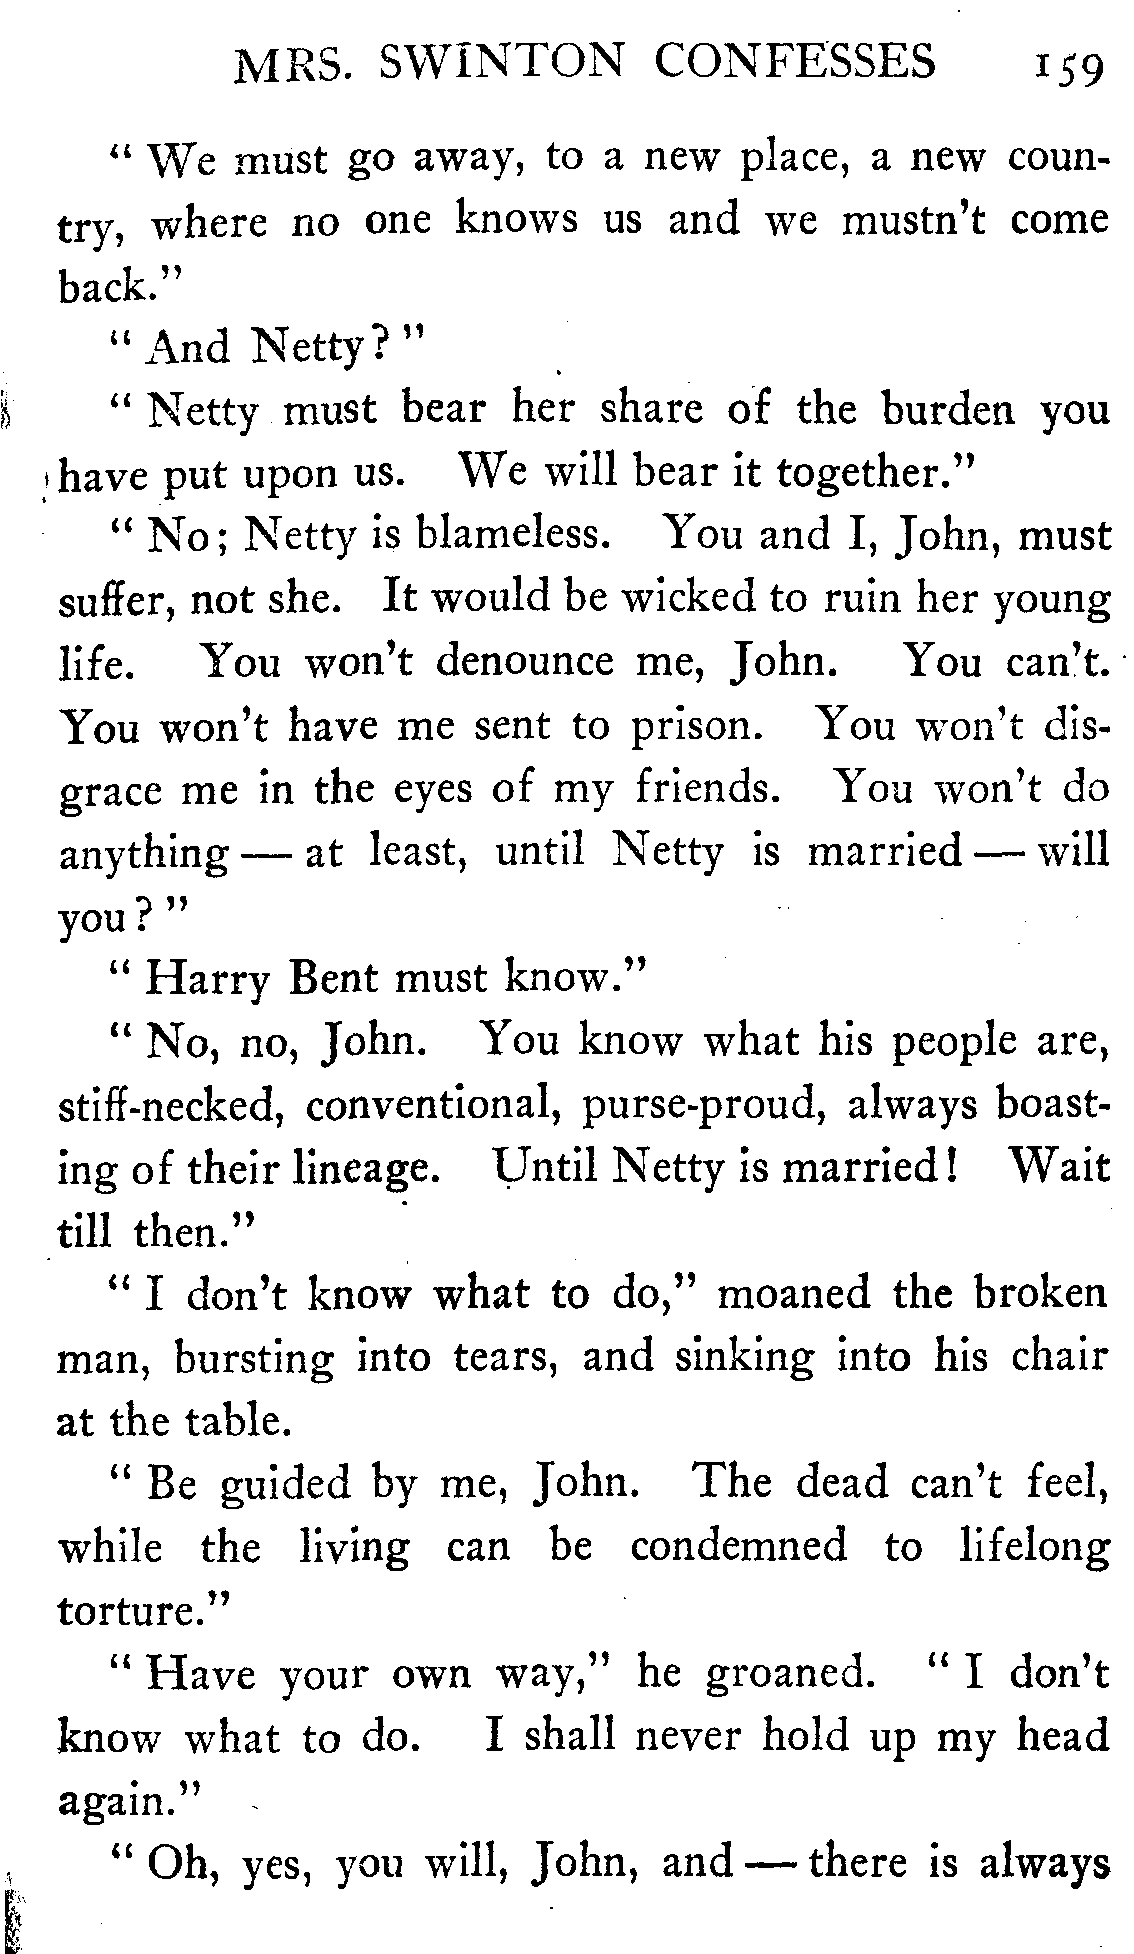 MRS. SWINTON CONFESSES 159
" We must go away, to a new place, a new coun-
try, where no one knows us and we mustn't come
back."
" And Netty? "
" Netty must bear her share of the burden you
have put upon us. We will bear it together."
" No; Netty is blameless. You and I, John, must
suffer, not she. It would be wicked to ruin her young
life. You won't denounce me, John. You can't.
You won't have me sent to prison. You won't dis-
grace me in the eyes of my friends. You won't do
anything — at least, until Netty is married — will
you? "
" Harry Bent must know."
" No, no, John. You know what his people are,
stiff-necked, conventional, purse-proud, always boast-
ing of their lineage. Until Netty is married! Wait
till then."
" I don't know what to do," moaned the broken
man, bursting into tears, and sinking into his chair
at the table.
" Be guided by me, John. The dead can't feel,
while the living can be condemned to lifelong
torture."
" Have your own way," he groaned. " I don't
know what to do. I shall never hold up my head
again."
" Oh, yes, you will, John, and — there is always